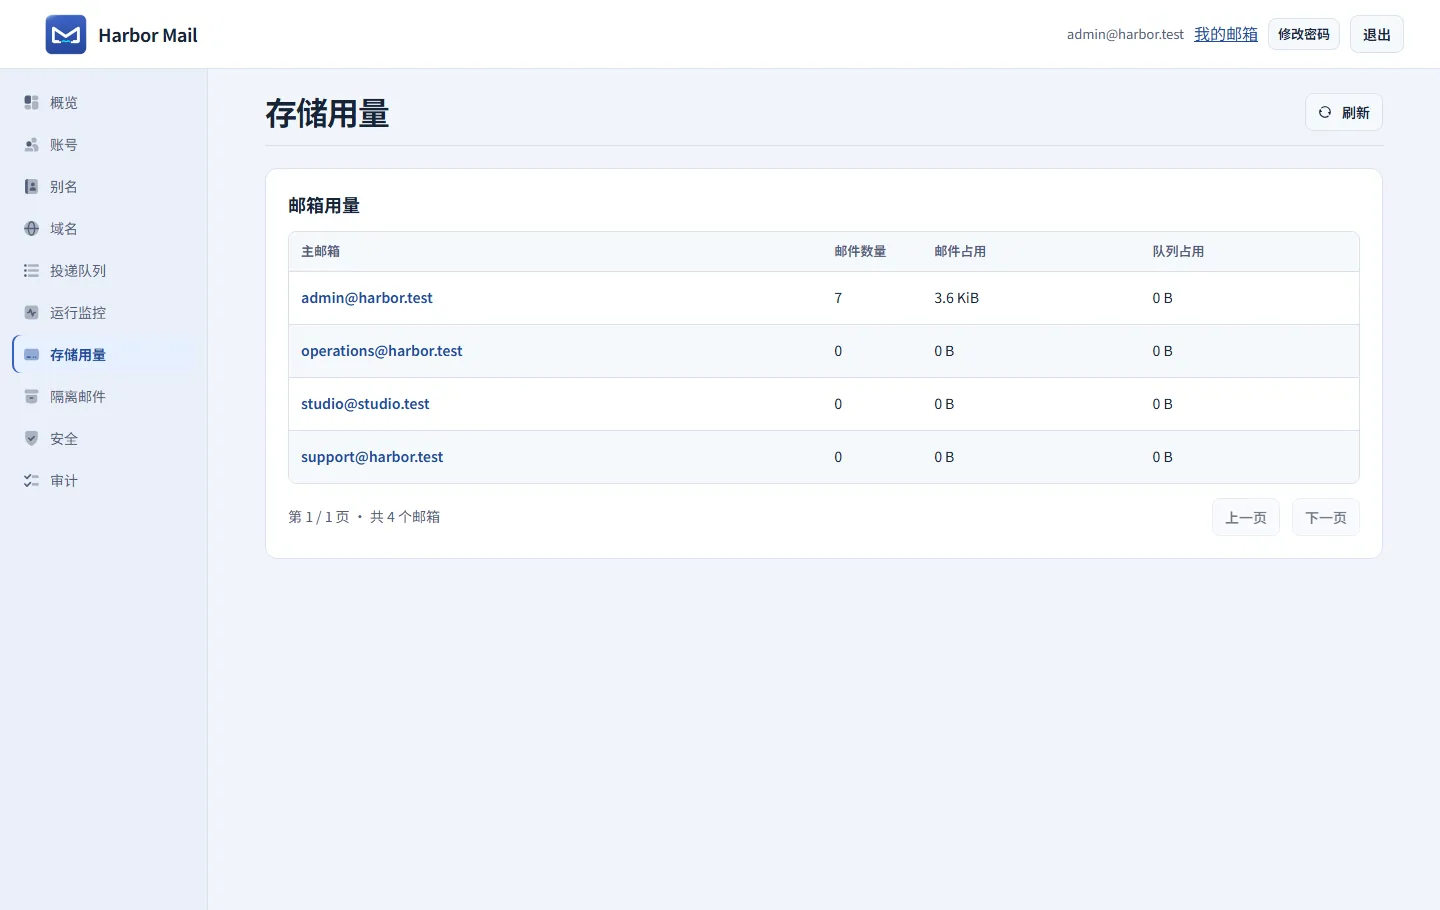 Harbor Mail
admin@harbor.test 我的邮箱 修改密码 退出
概览
账号
别名
域名
投递队列
运行监控
存储用量
隔离邮件
安全
审计
存储用量
刷新
邮箱用量
主邮箱 邮件数量 邮件占用 队列占用
admin@harbor.test 7 3.6 KiB 0 B
operations@harbor.test 0 0 B 0 B
studio@studio.test 0 0 B 0 B
support@harbor.test 0 0 B 0 B
第 1 / 1 页 · 共 4 个邮箱
上一页 下一页